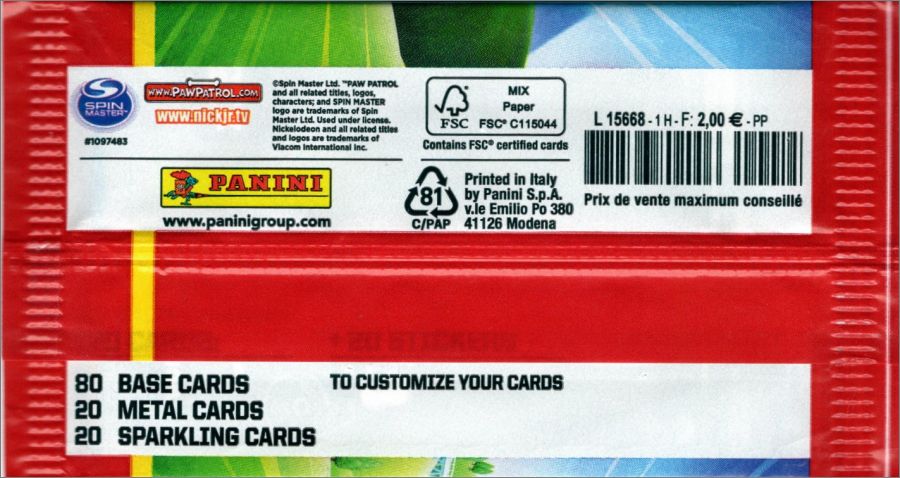 SPIN
MASTER™
#1097483
www.PAWPATROL.com
www.nickjr.tv
©Spin Master Ltd. ™PAW PATROL
and all related titles, logos,
characters; and SPIN MASTER
logo are trademarks of Spin
Master Ltd. Used under license.
Nickelodeon and all related titles
and logos are trademarks of
Viacom International Inc.
FSC
MIX
Paper
FSC® C115044
Contains FSC® certified cards
L 15668 - 1 H - F: 2,00 € - PP
Prix de vente maximum conseillé
PANINI
www.paninigroup.com
81
C/PAP
Printed in Italy
by Panini S.p.A.
v.le Emilio Po 380
41126 Modena
80 BASE CARDS
20 METAL CARDS
20 SPARKLING CARDS
TO CUSTOMIZE YOUR CARDS